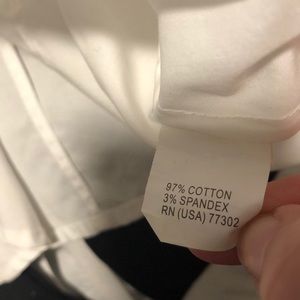 97% COTTON
3% SPANDEX
RN (USA) 77302